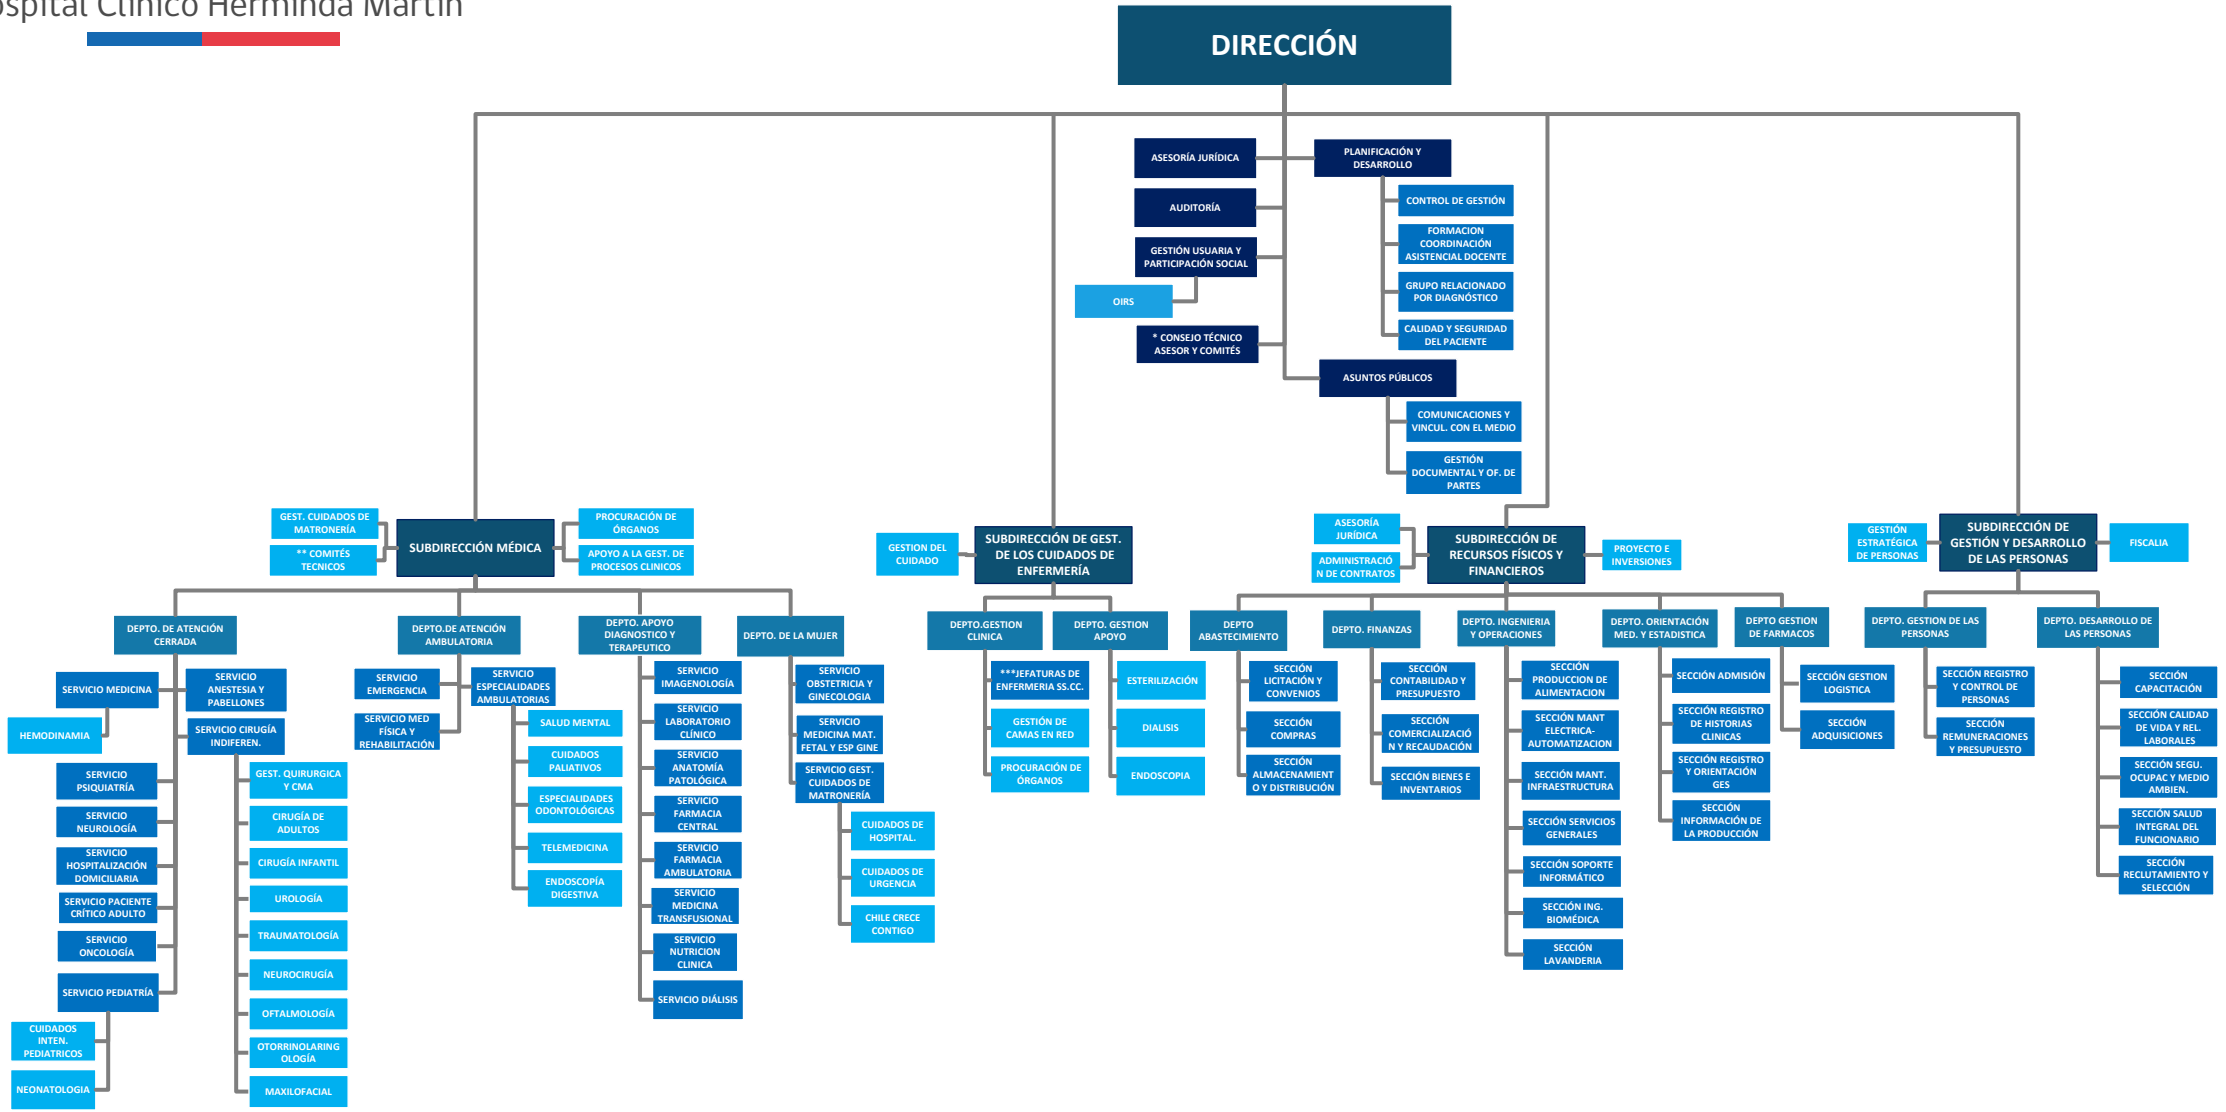 ospital Clínico Herminda Martin
DIRECCIÓN
ASESORÍA JURÍDICA
PLANIFICACIÓN Y
DESARROLLO
AUDITORÍA
CONTROL DE GESTIÓN
FORMACION
COORDINACIÓN
ASISTENCIAL DOCENTE
GESTIÓN USUARIA Y
PARTICIPACIÓN SOCIAL
OIRS
GRUPO RELACIONADO
POR DIAGNÓSTICO
* CONSEJO TÉCNICO
ASESOR Y COMITÉS
CALIDAD Y SEGURIDAD
DEL PACIENTE
ASUNTOS PÚBLICOS
COMUNICACIONES Y
VINCUL. CON EL MEDIO
GESTIÓN
DOCUMENTAL Y OF. DE
PARTES
GEST. CUIDADOS DE
MATRONERÍA
** COMITÉS
TECNICOS
SUBDIRECCIÓN MÉDICA
PROCURACIÓN DE
ÓRGANOS
APOYO A LA GEST. DE
PROCESOS CLINICOS
GESTION DEL
CUIDADO
SUBDIRECCIÓN DE GEST.
DE LOS CUIDADOS DE
ENFERMERÍA
ASESORÍA
JURÍDICA
ADMINISTRACIÓ
N DE CONTRATOS
SUBDIRECCIÓN DE
RECURSOS FÍSICOS Y
FINANCIEROS
PROYECTO E
INVERSIONES
GESTIÓN
ESTRATÉGICA
DE PERSONAS
SUBDIRECCIÓN DE
GESTIÓN Y DESARROLLO
DE LAS PERSONAS
FISCALIA
DEPTO. DE ATENCIÓN
CERRADA
SERVICIO MEDICINA
HEMODINAMIA
SERVICIO
ANESTESIA Y
PABELLONES
SERVICIO CIRUGÍA
INDIFEREN.
SERVICIO
PSIQUIATRÍA
SERVICIO
NEUROLOGÍA
SERVICIO
HOSPITALIZACIÓN
DOMICILIARIA
SERVICIO PACIENTE
CRÍTICO ADULTO
SERVICIO
ONCOLOGÍA
SERVICIO PEDIATRÍA
CUIDADOS
INTEN.
PEDIATRICOS
NEONATOLOGIA
GEST. QUIRURGICA
Y CMA
CIRUGÍA DE
ADULTOS
CIRUGÍA INFANTIL
UROLOGÍA
TRAUMATOLOGÍA
NEUROCIRUGÍA
OFTALMOLOGÍA
OTORRINOLARING
OLOGÍA
MAXILOFACIAL
DEPTO.DE ATENCIÓN
AMBULATORIA
SERVICIO
EMERGENCIA
SERVICIO MED
FÍSICA Y
REHABILITACIÓN
SERVICIO
ESPECIALIDADES
AMBULATORIAS
SALUD MENTAL
CUIDADOS
PALIATIVOS
ESPECIALIDADES
ODONTOLÓGICAS
TELEMEDICINA
ENDOSCOPÍA
DIGESTIVA
DEPTO. APOYO
DIAGNOSTICO Y
TERAPEUTICO
SERVICIO
IMAGENOLOGÍA
SERVICIO
LABORATORIO
CLÍNICO
SERVICIO
ANATOMÍA
PATOLÓGICA
SERVICIO
FARMACIA
CENTRAL
SERVICIO
FARMACIA
AMBULATORIA
SERVICIO
MEDICINA
TRANSFUSIONAL
SERVICIO
NUTRICION
CLINICA
SERVICIO DIÁLISIS
DEPTO. DE LA MUJER
SERVICIO
OBSTETRICIA Y
GINECOLOGIA
SERVICIO
MEDICINA MAT.
FETAL Y ESP GINE
SERVICIO GEST.
CUIDADOS DE
MATRONERÍA
CUIDADOS DE
HOSPITAL.
CUIDADOS DE
URGENCIA
CHILE CRECE
CONTIGO
DEPTO.GESTION
CLINICA
***JEFATURAS DE
ENFERMERIA SS.CC.
GESTIÓN DE
CAMAS EN RED
PROCURACIÓN DE
ÓRGANOS
DEPTO. GESTION
APOYO
ESTERILIZACIÓN
DIALISIS
ENDOSCOPIA
DEPTO
ABASTECIMIENTO
SECCIÓN
LICITACIÓN Y
CONVENIOS
SECCIÓN
COMPRAS
SECCIÓN
ALMACENAMIENT
O Y DISTRIBUCIÓN
DEPTO. FINANZAS
SECCIÓN
CONTABILIDAD Y
PRESUPUESTO
SECCIÓN
COMERCIALIZACIÓ
N Y RECAUDACIÓN
SECCIÓN BIENES E
INVENTARIOS
DEPTO. INGENIERIA
Y OPERACIONES
SECCIÓN
PRODUCCION DE
ALIMENTACION
SECCIÓN MANT
ELECTRICA-
AUTOMATIZACION
SECCIÓN MANT.
INFRAESTRUCTURA
SECCIÓN SERVICIOS
GENERALES
SECCIÓN SOPORTE
INFORMÁTICO
SECCIÓN ING.
BIOMÉDICA
SECCIÓN
LAVANDERIA
DEPTO. ORIENTACIÓN
MED. Y ESTADISTICA
SECCIÓN ADMISIÓN
SECCIÓN REGISTRO
DE HISTORIAS
CLINICAS
SECCIÓN REGISTRO
Y ORIENTACIÓN
GES
SECCIÓN
INFORMACIÓN DE
LA PRODUCCIÓN
DEPTO GESTION
DE FARMACOS
SECCIÓN GESTION
LOGISTICA
SECCIÓN
ADQUISICIONES
DEPTO. GESTION DE LAS
PERSONAS
SECCIÓN REGISTRO
Y CONTROL DE
PERSONAS
SECCIÓN
REMUNERACIONES
Y PRESUPUESTO
DEPTO. DESARROLLO DE
LAS PERSONAS
SECCIÓN
CAPACITACIÓN
SECCIÓN CALIDAD
DE VIDA Y REL.
LABORALES
SECCIÓN SEGU.
OCUPAC Y MEDIO
AMBIEN.
SECCIÓN SALUD
INTEGRAL DEL
FUNCIONARIO
SECCIÓN
RECLUTAMIENTO Y
SELECCIÓN